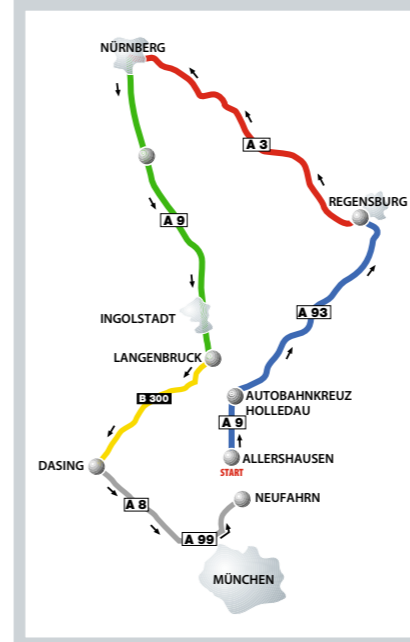 NÜRNBERG
A 3
REGENSBURG
A 9
A 93
INGOLSTADT
LANGENBRUCK
B 300
AUTOBAHNKREUZ
HOLLEDAU
A 9
ALLERSHAUSEN
START
DASING
NEUFAHRN
A 8
A 99
MÜNCHEN